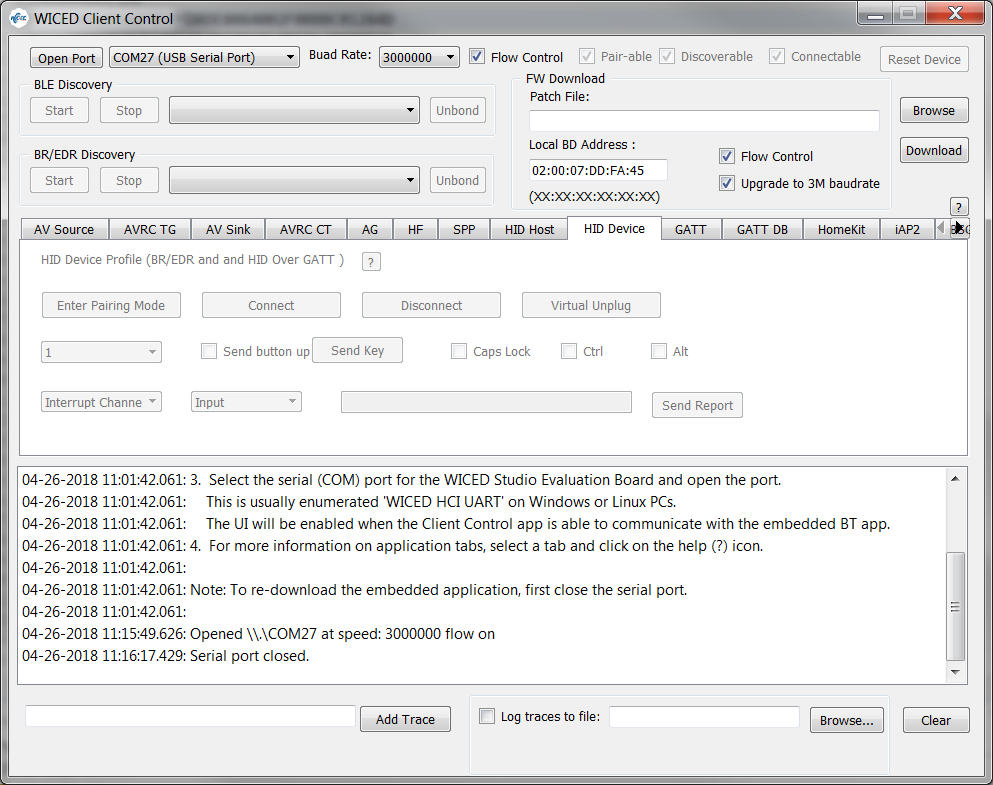 WICED Client Control
Open Port COM27 (USB Serial Port) Buad Rate: 3000000 Flow Control Pair-able Discoverable Connectable Reset Device
BLE Discovery
Start Stop Unbond
BR/EDR Discovery
Start Stop Unbond
FW Download
Patch File:
Browse
Local BD Address :
Flow Control
Download
02:00:07:DD:FA:45
Upgrade to 3M baudrate
(XX:XX:XX:XX:XX:XX)
?
AV Source AVRC TG AV Sink AVRC CT AG HF SPP HID Host HID Device GATT GATT DB HomeKit iAP2
HID Device Profile (BR/EDR and and HID Over GATT ) ?
Enter Pairing Mode Connect Disconnect Virtual Unplug
1 Send button up Send Key Caps Lock Ctrl Alt
Interrupt Channe Input Send Report
04-26-2018 11:01:42.061: 3. Select the serial (COM) port for the WICED Studio Evaluation Board and open the port.
04-26-2018 11:01:42.061: This is usually enumerated 'WICED HCI UART' on Windows or Linux PCs.
04-26-2018 11:01:42.061: The UI will be enabled when the Client Control app is able to communicate with the embedded BT app.
04-26-2018 11:01:42.061: 4. For more information on application tabs, select a tab and click on the help (?) icon.
04-26-2018 11:01:42.061:
04-26-2018 11:01:42.061: Note: To re-download the embedded application, first close the serial port.
04-26-2018 11:01:42.061:
04-26-2018 11:15:49.626: Opened \\.\COM27 at speed: 3000000 flow on
04-26-2018 11:16:17.429: Serial port closed.
Add Trace Log traces to file: Browse... Clear